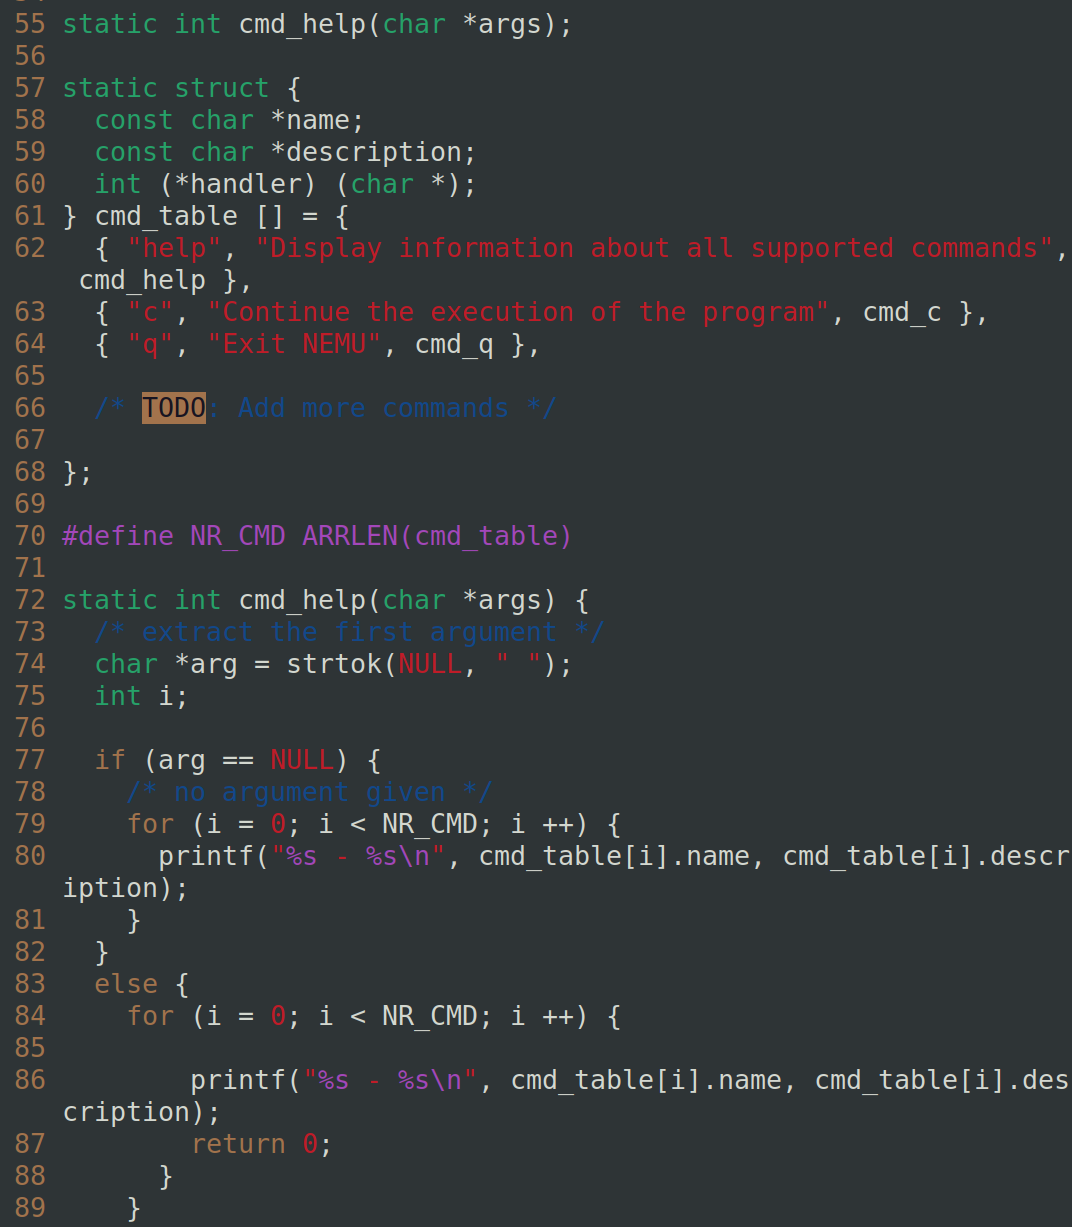 55 static int cmd_help(char *args);
56
57 static struct {
58   const char *name;
59   const char *description;
60   int (*handler) (char *);
61 } cmd_table [] = {
62   { "help", "Display information about all supported commands",
 cmd_help },
63   { "c", "Continue the execution of the program", cmd_c },
64   { "q", "Exit NEMU", cmd_q },
65
66   /* TODO: Add more commands */
67
68 };
69
70 #define NR_CMD ARRLEN(cmd_table)
71
72 static int cmd_help(char *args) {
73   /* extract the first argument */
74   char *arg = strtok(NULL, " ");
75   int i;
76
77   if (arg == NULL) {
78     /* no argument given */
79     for (i = 0; i < NR_CMD; i ++) {
80       printf("%s - %s\n", cmd_table[i].name, cmd_table[i].descr
iption);
81     }
82   }
83   else {
84     for (i = 0; i < NR_CMD; i ++) {
85
86         printf("%s - %s\n", cmd_table[i].name, cmd_table[i].des
cription);
87         return 0;
88       }
89     }